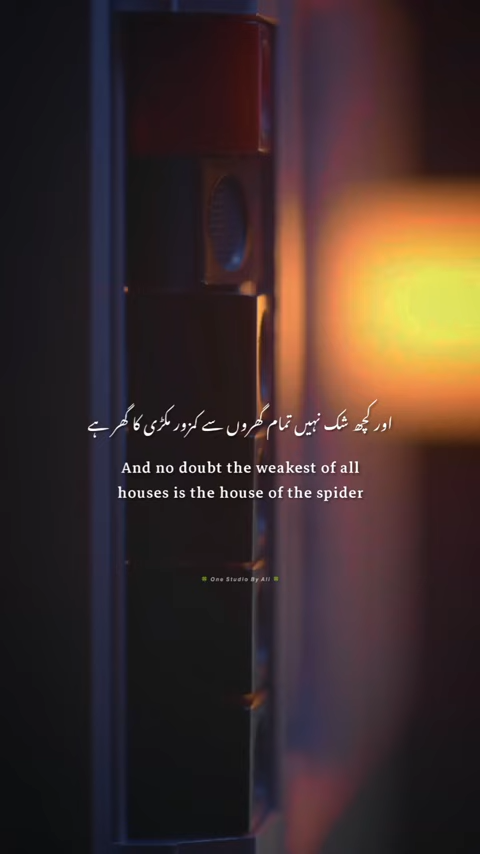 اور کچھ شک نہیں تمام گھروں سے کمزور مکڑی کا گھر ہے
And no doubt the weakest of all
houses is the house of the spider
One Studio By Ali